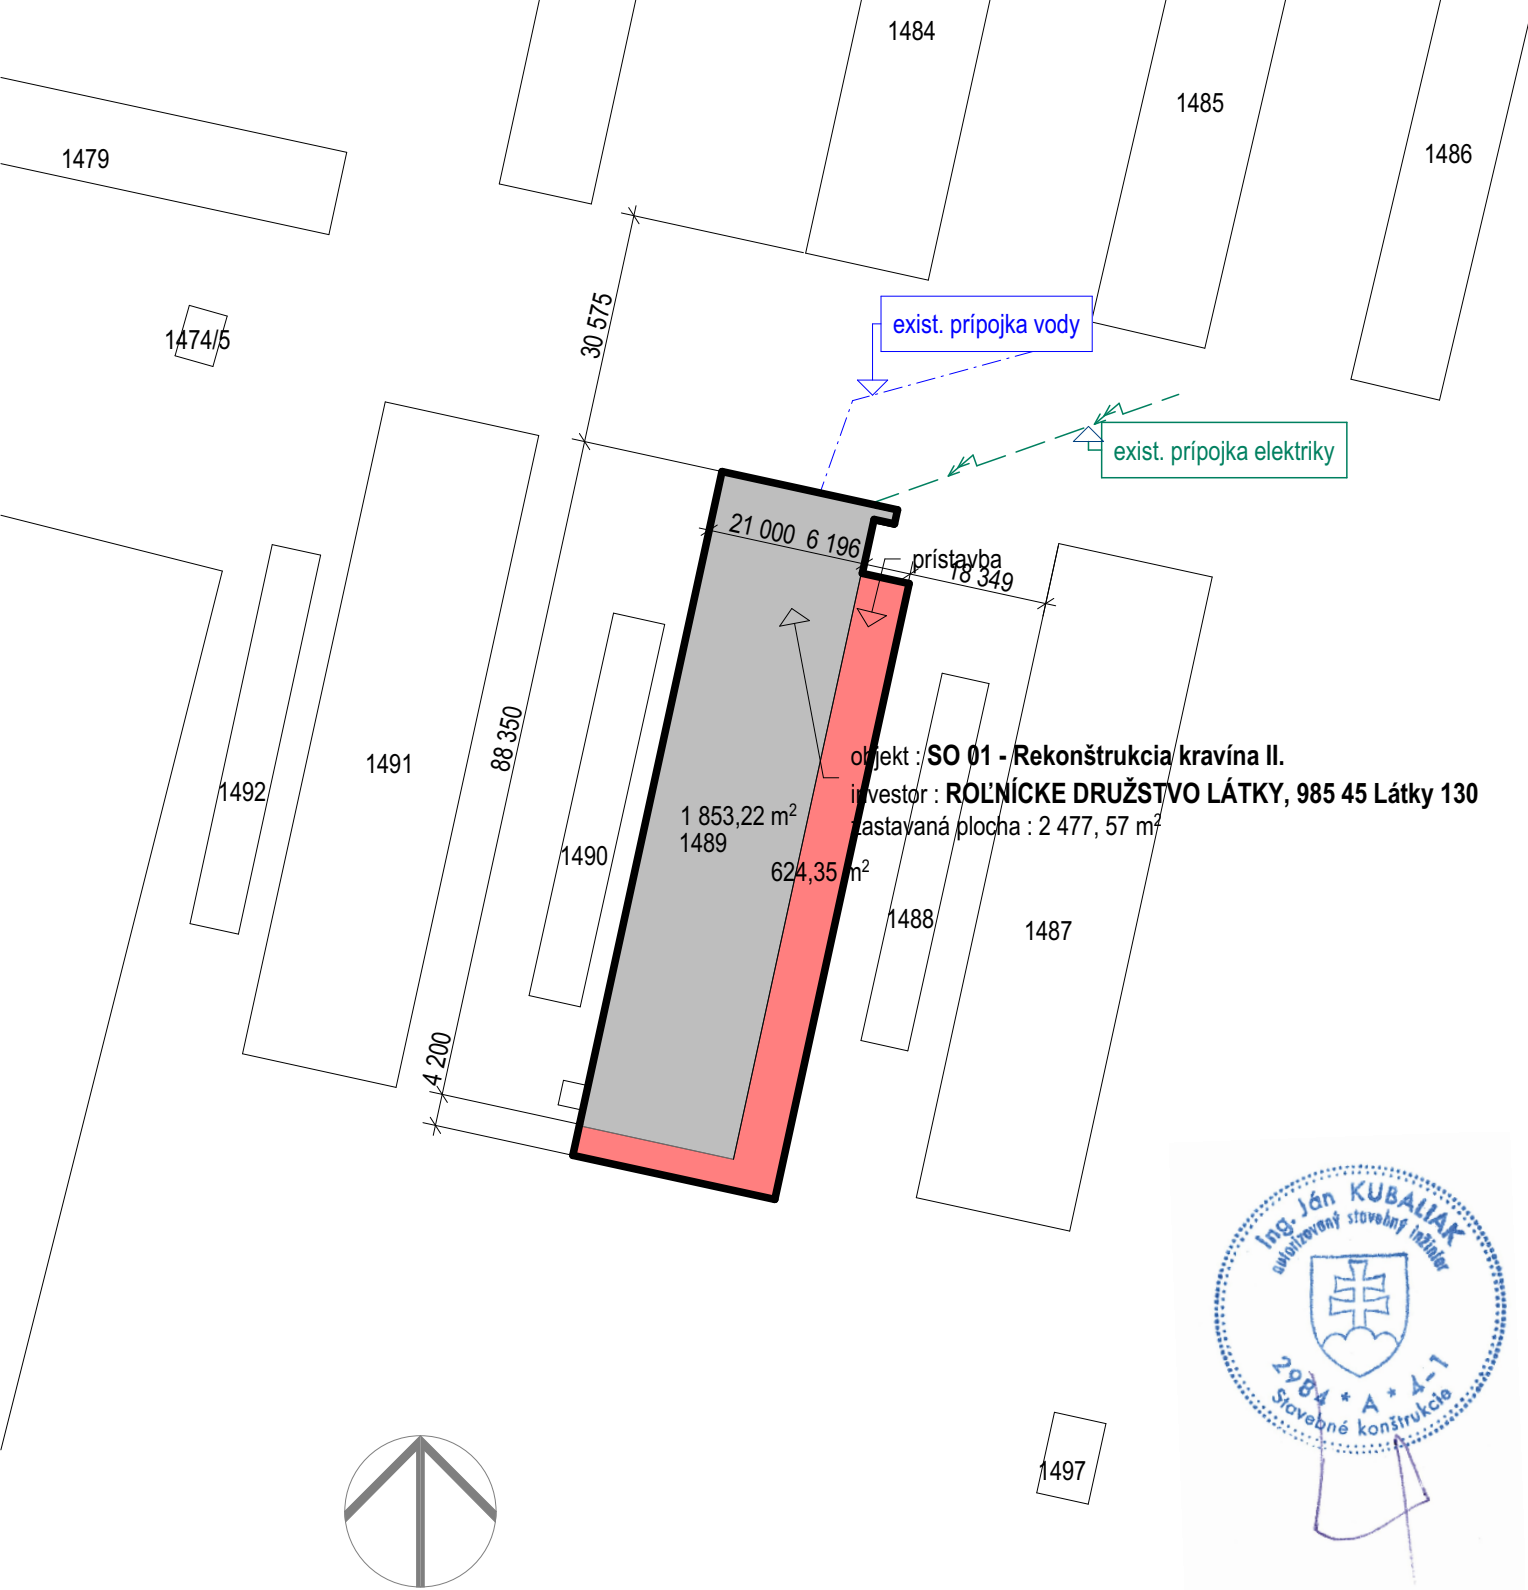 1484
1485
1486
1479
1474/5
30 575
exist. prípojka vody
exist. prípojka elektriky
21 000 6 196
prístavba
18 349
88 350
objekt : SO 01 - Rekonštrukcia kravína II.
investor : ROĽNÍCKE DRUŽSTVO LÁTKY, 985 45 Látky 130
zastavaná plocha : 2 477, 57 m²
1491
1492
1 853,22 m²
1489
1490
624,35 m²
1488
1487
4 200
Ing. Ján KUBALIAK
autorizovaný stavebný inžinier
2984 * A * 4-1
Stavebné konštrukcie
1497